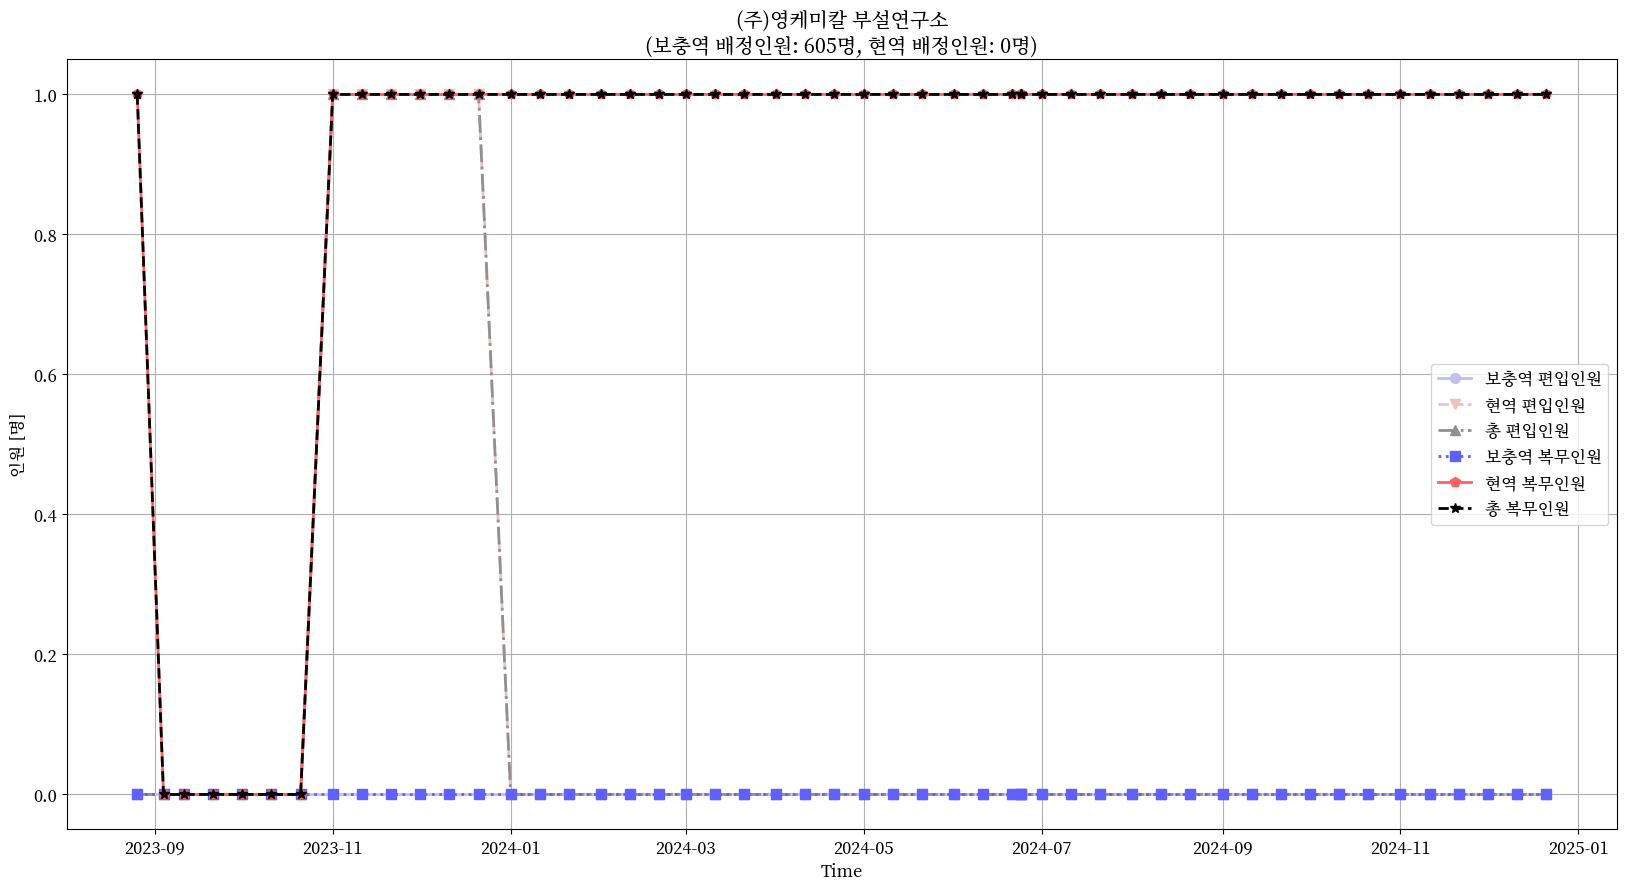 (주)영케미칼 부설연구소
(보충역 배정인원: 605명, 현역 배정인원: 0명)
인원 [명]
1.0
0.8
0.6
0.4
0.2
0.0
보충역 편입인원
현역 편입인원
총 편입인원
보충역 복무인원
현역 복무인원
총 복무인원
2023-09 2023-11 2024-01 2024-03 2024-05 2024-07 2024-09 2024-11 2025-01
Time